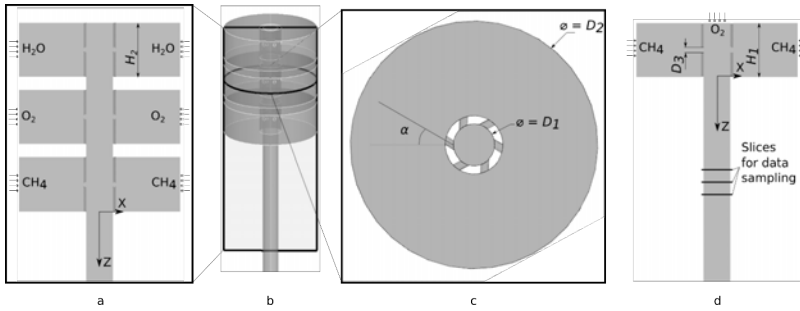 H₂O
H₂
H₂O
O₂
O₂
CH₄
CH₄
X
Z
a
b
⌀ = D₂
⌀ = D₁
α
c
O₂
CH₄
D₃
H₁
CH₄
X
Z
Slices
for data
sampling
d